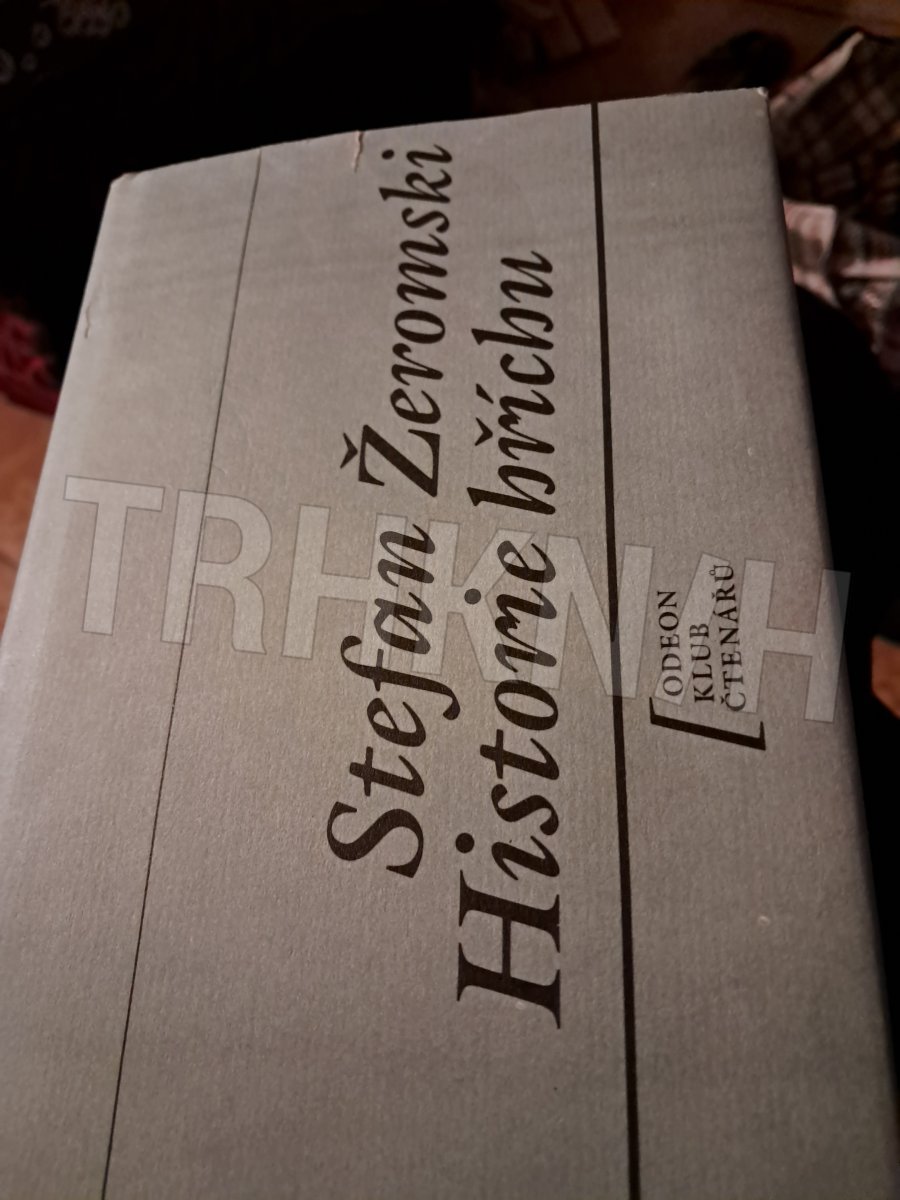 Stefan Žeromski
Historie hříchu
[ODEON
KLUB
ČTENÁŘŮ
TRHKNIH